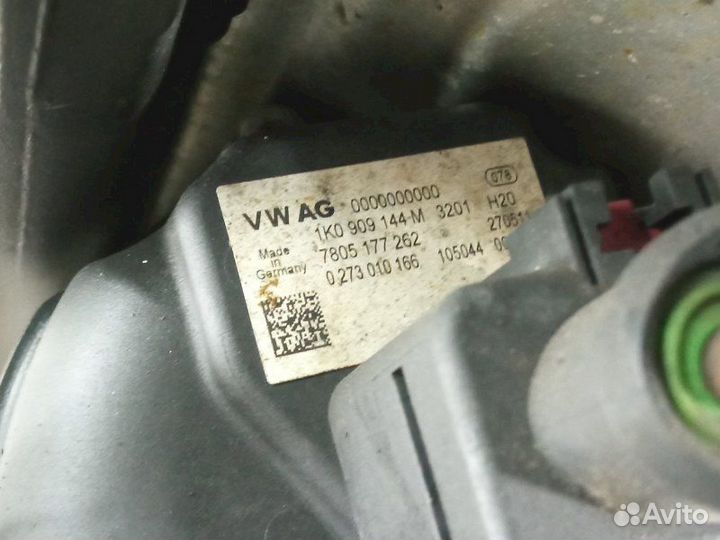 VW AG 0000000000 078
1K0 909 144-M 3201 H20
Made in Germany
7805 177 262
0 273 010 166 105044
Avito